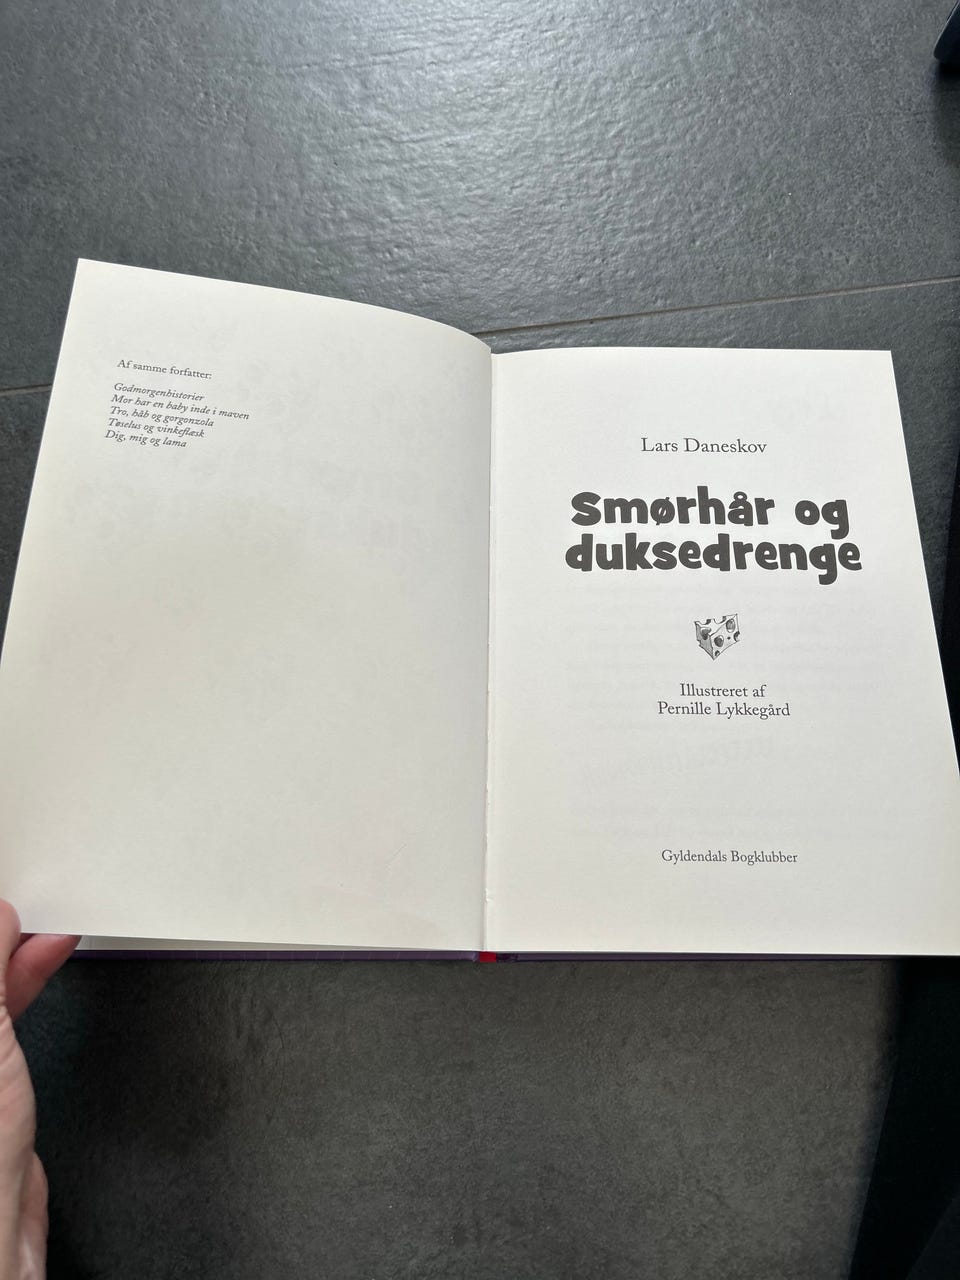 Af samme forfatter:
Godmorgenhistorier
Mor har en baby inde i maven
Tro, håb og gorgonzola
Tøselus og vinkeflæsk
Dig, mig og lama
Lars Daneskov
Smørhår og
duksedrenge
Illustreret af
Pernille Lykkegård
Gyldendals Bogklubber